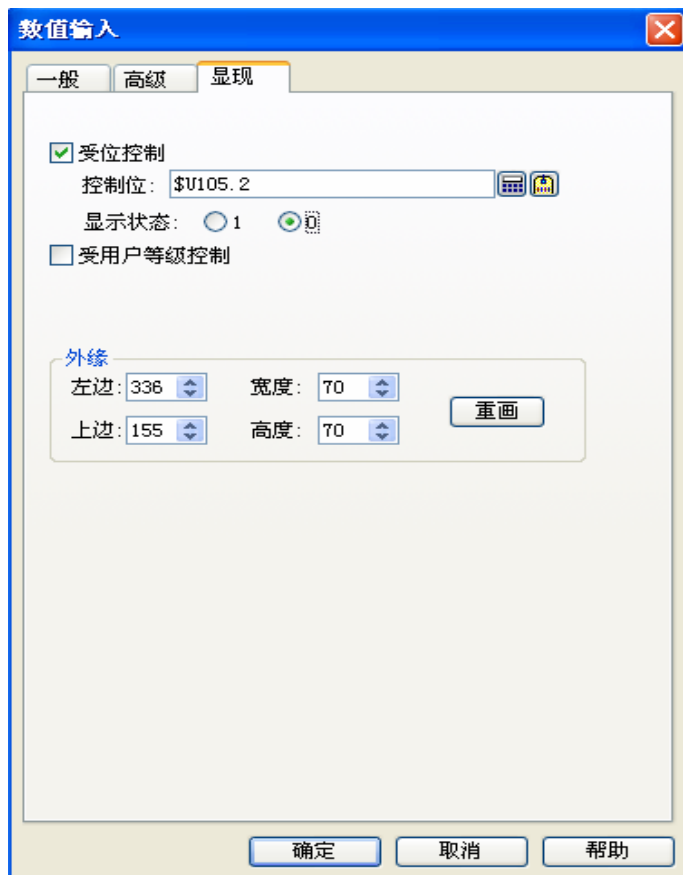 数值输入
一般 高级 显现
受位控制
控制位: $U105.2
显示状态: 1 0
受用户等级控制
外缘
左边: 336 宽度: 70
重画
上边: 155 高度: 70
确定 取消 帮助